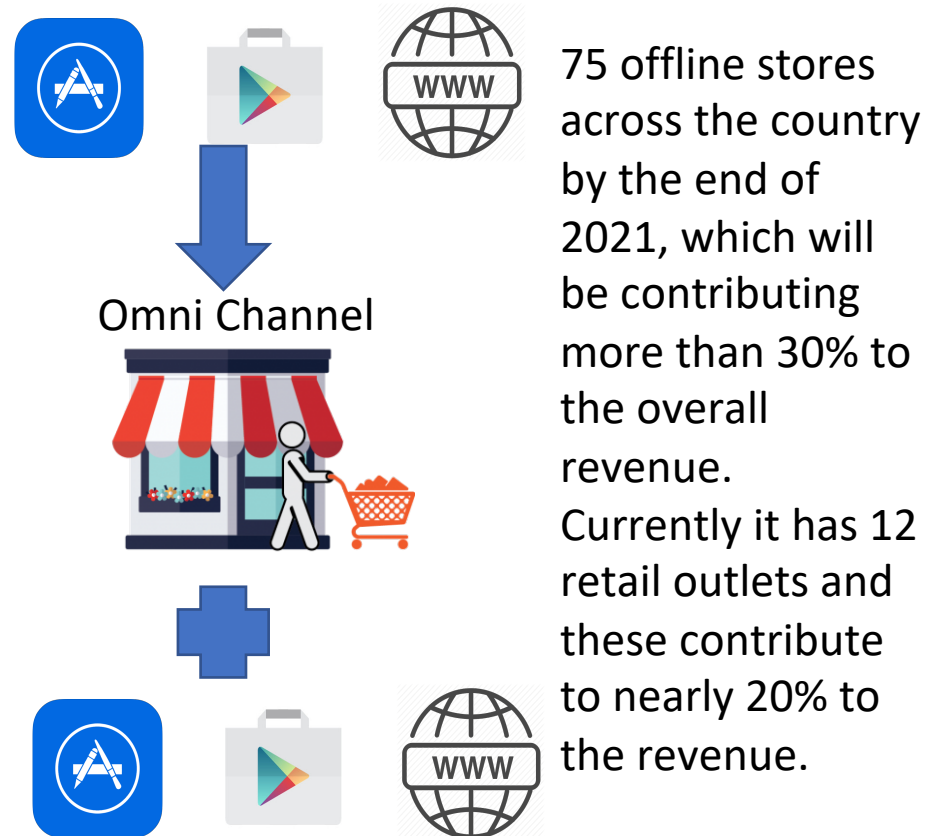 WWW
75 offline stores
across the country
by the end of
2021, which will
be contributing
more than 30% to
the overall
revenue.
Currently it has 12
retail outlets and
these contribute
to nearly 20% to
the revenue.
Omni Channel
WWW